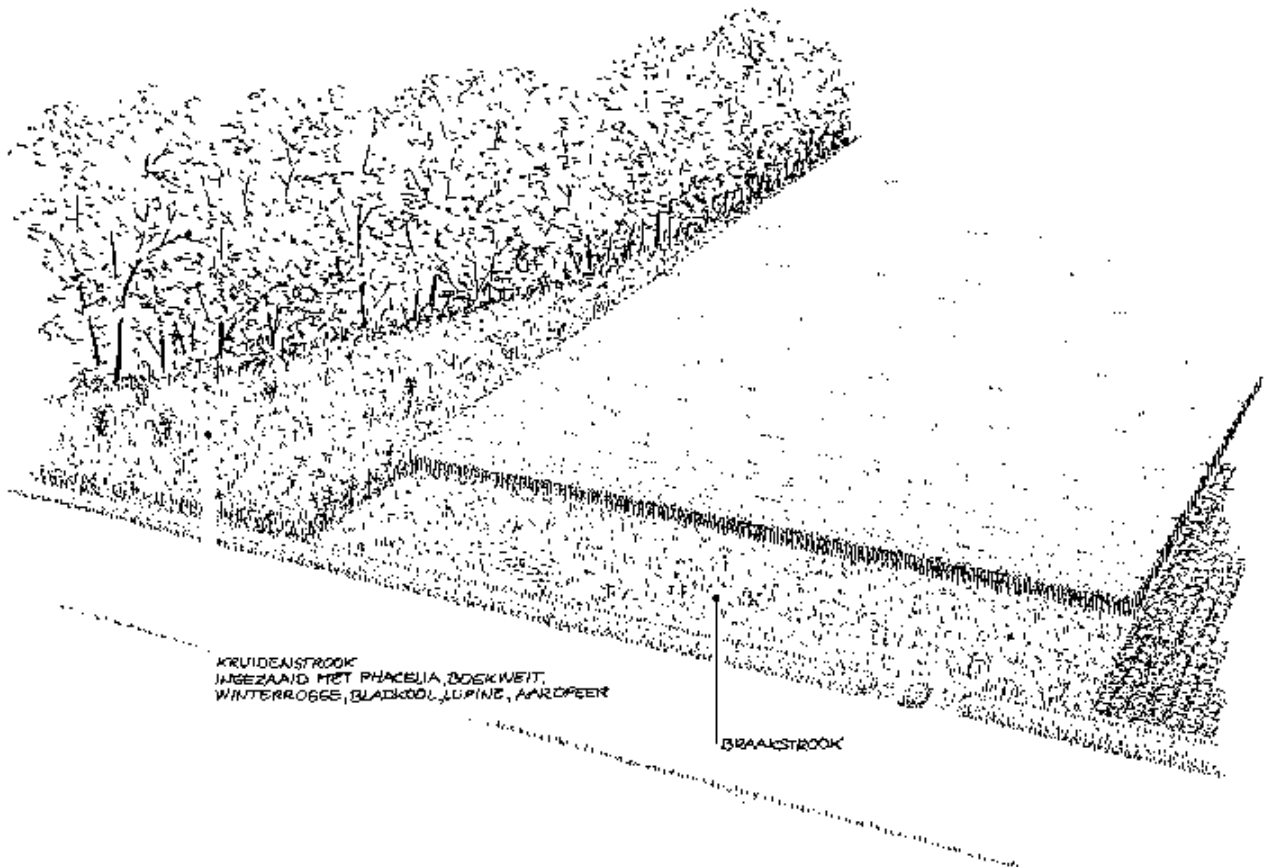 KRUIDENSTROOK
INGEZAAID MET PHACELIA, BOEKWEIT,
WINTERROGGE, BLADKOOL, LUPINE, AARDPEER
BRAAKSTROOK